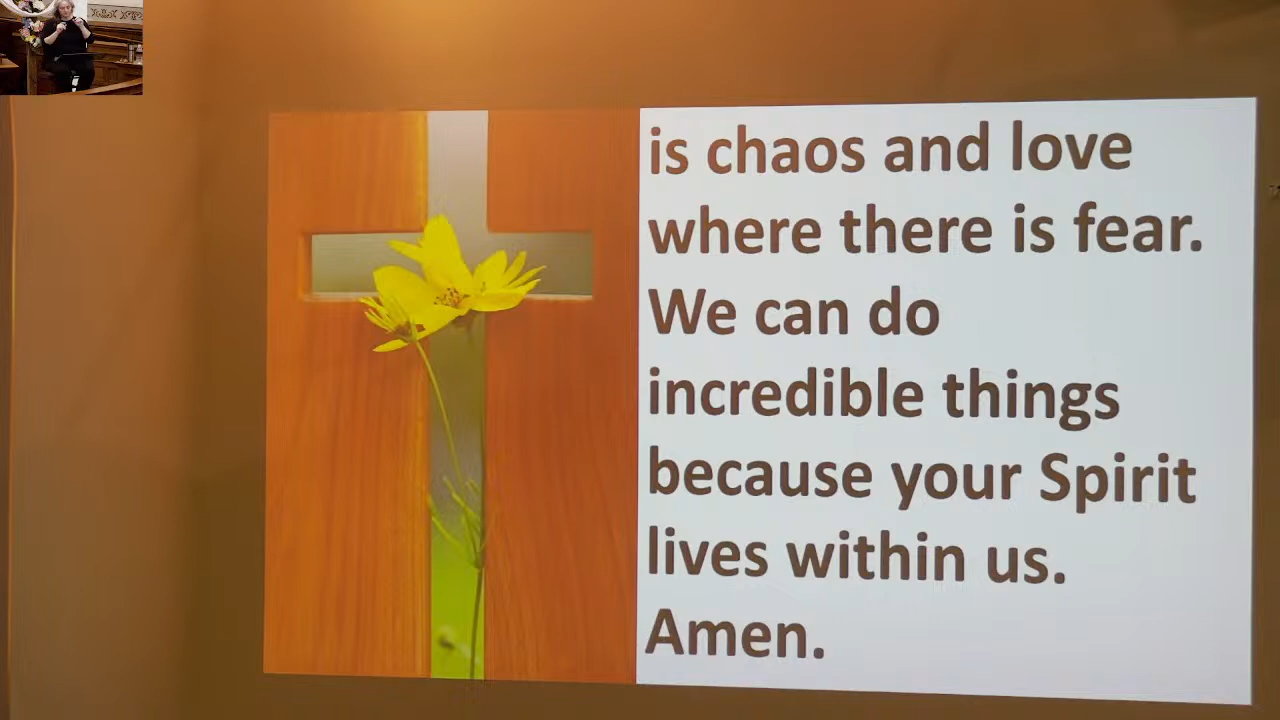 is chaos and love
where there is fear.
We can do
incredible things
because your Spirit
lives within us.
Amen.